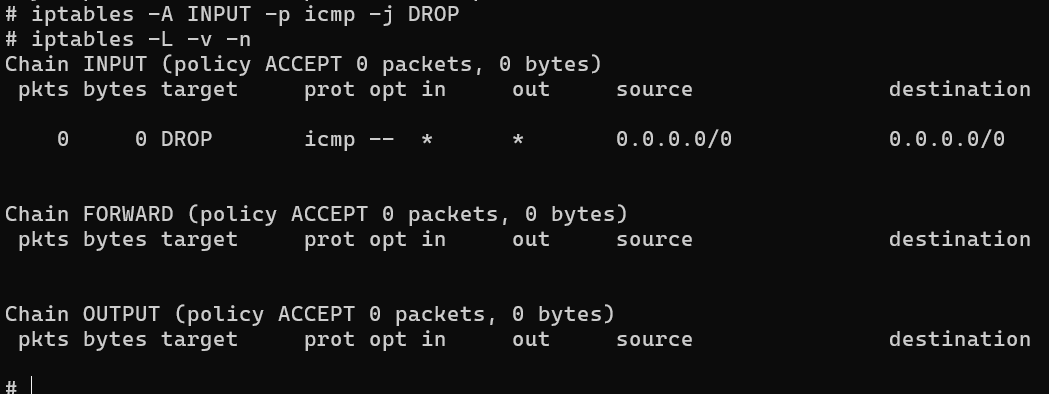 # iptables -A INPUT -p icmp -j DROP
# iptables -L -v -n
Chain INPUT (policy ACCEPT 0 packets, 0 bytes)
 pkts bytes target     prot opt in     out     source               destination
    0     0 DROP       icmp --  *      *       0.0.0.0/0            0.0.0.0/0
Chain FORWARD (policy ACCEPT 0 packets, 0 bytes)
 pkts bytes target     prot opt in     out     source               destination
Chain OUTPUT (policy ACCEPT 0 packets, 0 bytes)
 pkts bytes target     prot opt in     out     source               destination
#